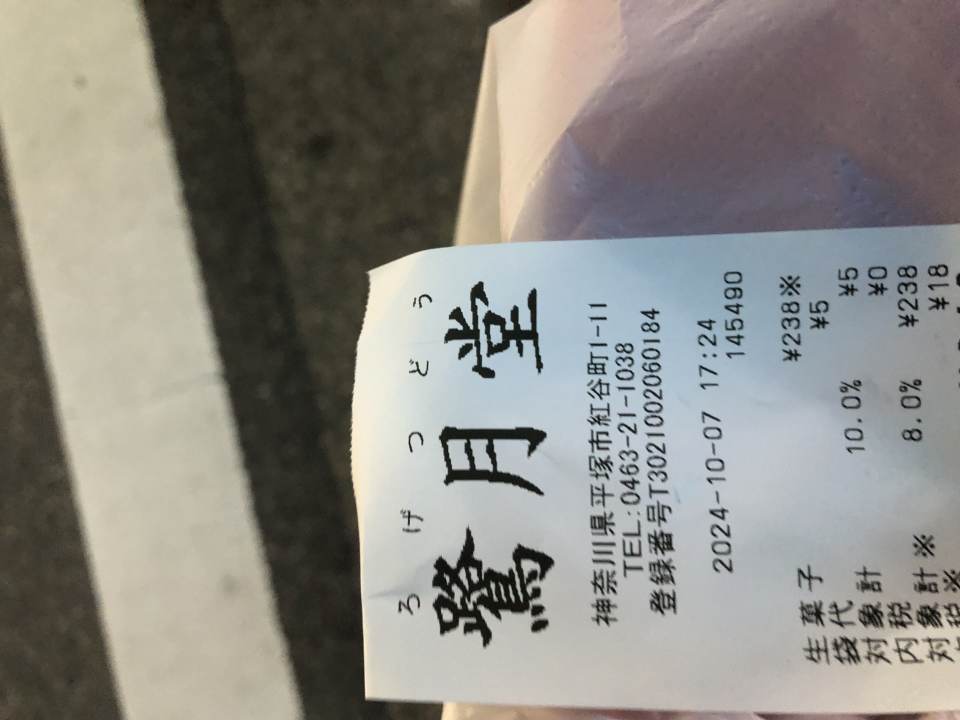 ろげつどう
鷺月堂
神奈川県平塚市紅谷町1-11
TEL:0463-21-1038
登録番号T3021002060184
2024-10-07 17:24
145490
生菓子 ¥238※
袋代 ¥5
対象計 10.0% ¥5
内税 ¥0
対象計※ 8.0% ¥238
税※ ¥18